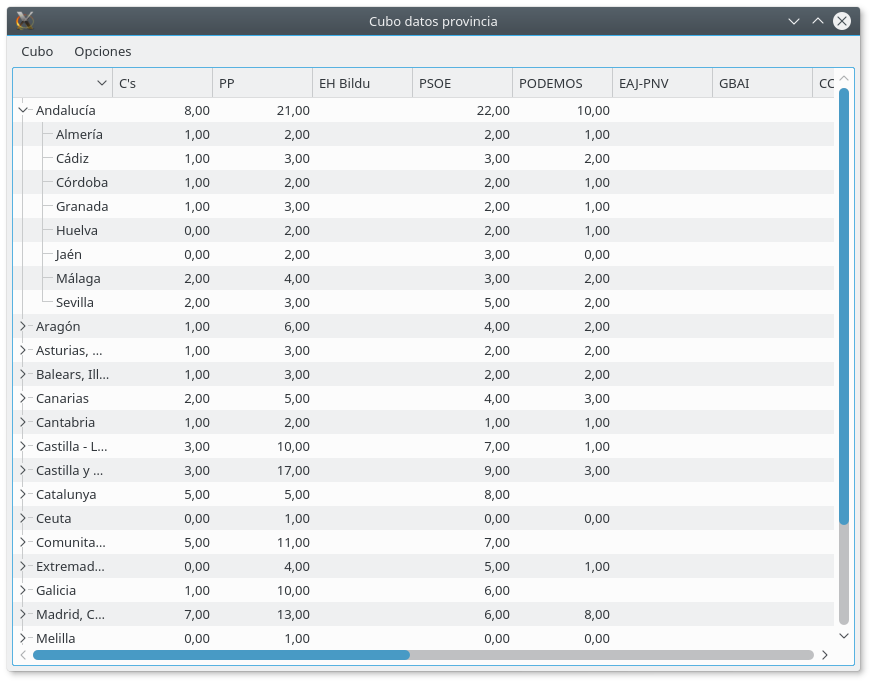 Cubo datos provincia
Cubo Opciones
C's PP EH Bildu PSOE PODEMOS EAJ-PNV GBAI CC
Andalucía 8,00 21,00 22,00 10,00
Almería 1,00 2,00 2,00 1,00
Cádiz 1,00 3,00 3,00 2,00
Córdoba 1,00 2,00 2,00 1,00
Granada 1,00 3,00 2,00 1,00
Huelva 0,00 2,00 2,00 1,00
Jaén 0,00 2,00 3,00 0,00
Málaga 2,00 4,00 3,00 2,00
Sevilla 2,00 3,00 5,00 2,00
Aragón 1,00 6,00 4,00 2,00
Asturias, ... 1,00 3,00 2,00 2,00
Balears, Ill... 1,00 3,00 2,00 2,00
Canarias 2,00 5,00 4,00 3,00
Cantabria 1,00 2,00 1,00 1,00
Castilla - L... 3,00 10,00 7,00 1,00
Castilla y ... 3,00 17,00 9,00 3,00
Catalunya 5,00 5,00 8,00
Ceuta 0,00 1,00 0,00 0,00
Comunita... 5,00 11,00 7,00
Extremad... 0,00 4,00 5,00 1,00
Galicia 1,00 10,00 6,00
Madrid, C... 7,00 13,00 6,00 8,00
Melilla 0,00 1,00 0,00 0,00